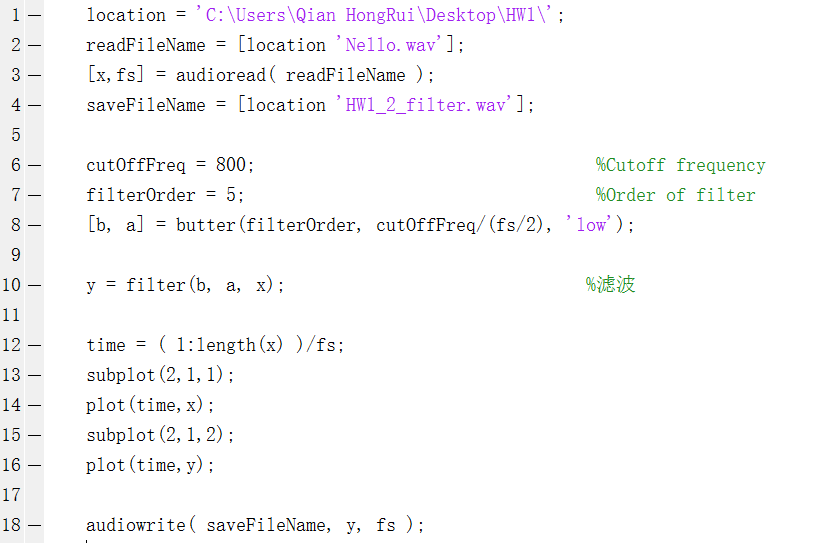 1 — location = 'C:\Users\Qian HongRui\Desktop\HW1\';
2 — readFileName = [location 'Nello.wav'];
3 — [x,fs] = audioread( readFileName );
4 — saveFileName = [location 'HW1_2_filter.wav'];
5
6 — cutOffFreq = 800; %Cutoff frequency
7 — filterOrder = 5; %Order of filter
8 — [b, a] = butter(filterOrder, cutOffFreq/(fs/2), 'low');
9
10 — y = filter(b, a, x); %滤波
11
12 — time = ( 1:length(x) )/fs;
13 — subplot(2,1,1);
14 — plot(time,x);
15 — subplot(2,1,2);
16 — plot(time,y);
17
18 — audiowrite( saveFileName, y, fs );